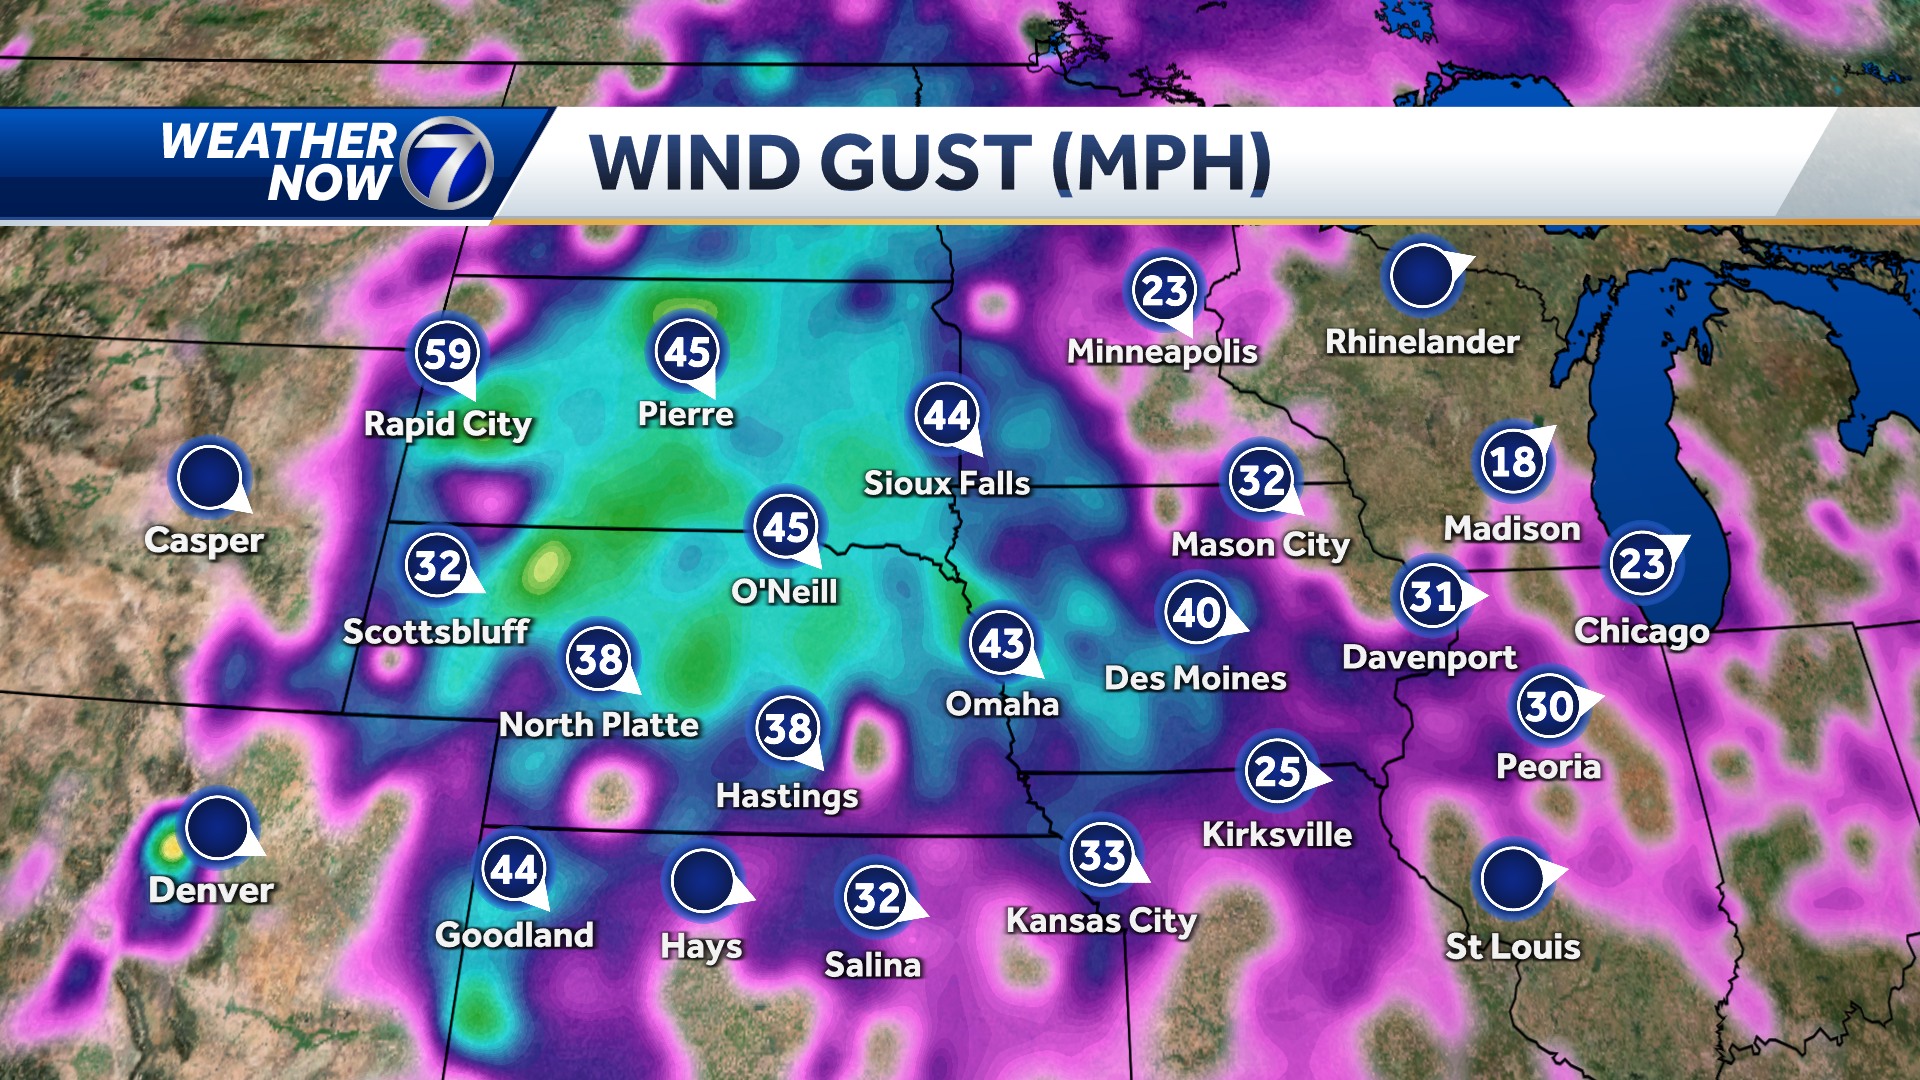 WEATHER
NOW 7
WIND GUST (MPH)
23
Minneapolis
Rhinelander
59
Rapid City
45
Pierre
44
Sioux Falls
32
Mason City
18
Madison
Casper
45
O'Neill
32
Scottsbluff
23
Chicago
31
Davenport
40
Des Moines
43
Omaha
38
North Platte
38
Hastings
30
Peoria
25
Kirksville
Denver
44
Goodland
Hays
32
Salina
33
Kansas City
St Louis